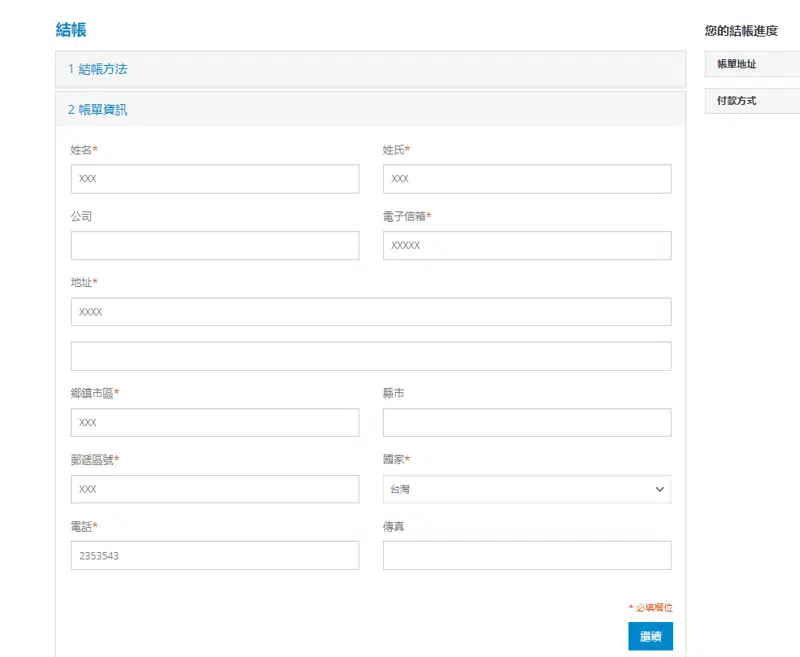 結帳
1 結帳方法
2 帳單資訊
姓名* 姓氏*
XXX XXX
公司 電子信箱*
XXXXX
地址*
XXXX
鄉鎮市區* 縣市
XXX
郵遞區號* 國家*
XXX 台灣
電話* 傳真
2353543
* 必填欄位
繼續
您的結帳進度
帳單地址
付款方式